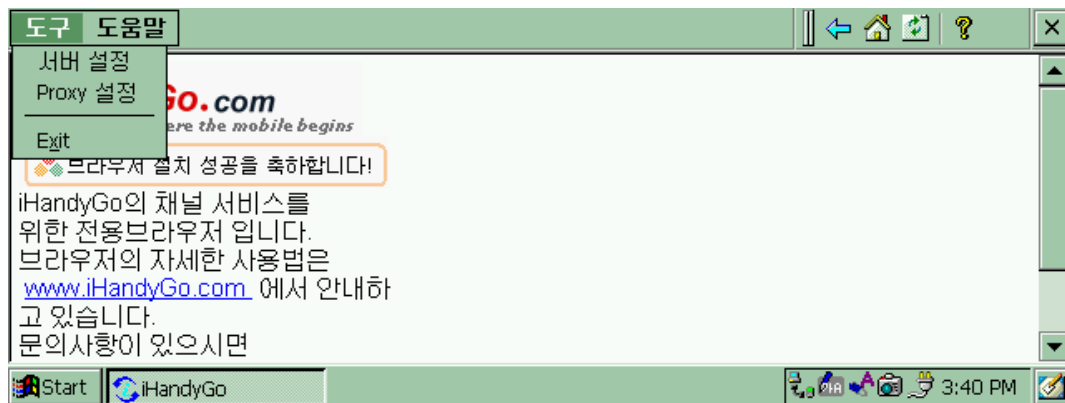 도구 도움말
서버 설정
Proxy 설정
Exit
Go.com
ere the mobile begins
브라우저 설치 성공을 축하합니다!
iHandyGo의 채널 서비스를
위한 전용브라우저 입니다.
브라우저의 자세한 사용법은
www.iHandyGo.com 에서 안내하
고 있습니다.
문의사항이 있으시면
Start iHandyGo 3:40 PM